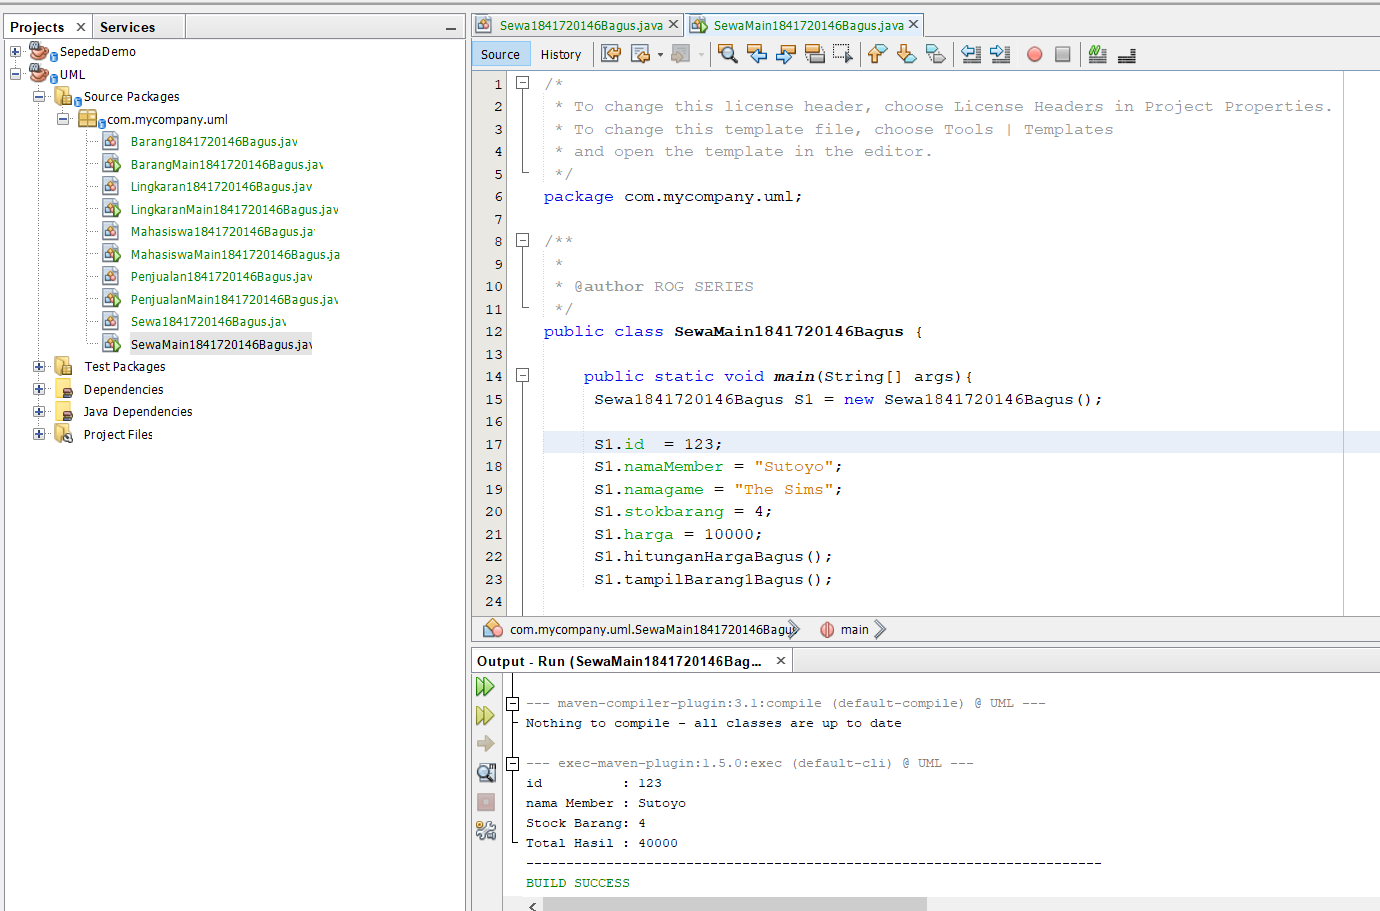 Projects
Services
SepedaDemo
UML
Source Packages
com.mycompany.uml
Barang1841720146Bagus.jav
BarangMain1841720146Bagus.jav
Lingkaran1841720146Bagus.jav
LingkaranMain1841720146Bagus.jav
Mahasiswa1841720146Bagus.ja
MahasiswaMain1841720146Bagus.ja
Penjualan1841720146Bagus.jav
PenjualanMain1841720146Bagus.jav
Sewa1841720146Bagus.jav
SewaMain1841720146Bagus.jav
Test Packages
Dependencies
Java Dependencies
Project Files
Sewa1841720146Bagus.java
SewaMain1841720146Bagus.java
Source History
1 /*
2 * To change this license header, choose License Headers in Project Properties.
3 * To change this template file, choose Tools | Templates
4 * and open the template in the editor.
5 */
6 package com.mycompany.uml;
7
8 /**
9 *
10 * @author ROG SERIES
11 */
12 public class SewaMain1841720146Bagus {
13
14 public static void main(String[] args){
15 Sewa1841720146Bagus S1 = new Sewa1841720146Bagus();
16
17 S1.id  = 123;
18 S1.namaMember = "Sutoyo";
19 S1.namagame = "The Sims";
20 S1.stokbarang = 4;
21 S1.harga = 10000;
22 S1.hitunganHargaBagus();
23 S1.tampilBarang1Bagus();
24
com.mycompany.uml.SewaMain1841720146Bagus
main
Output - Run (SewaMain1841720146Bag...
--- maven-compiler-plugin:3.1:compile (default-compile) @ UML ---
Nothing to compile - all classes are up to date
--- exec-maven-plugin:1.5.0:exec (default-cli) @ UML ---
id          : 123
nama Member : Sutoyo
Stock Barang: 4
Total Hasil : 40000
------------------------------------------------------------------------
BUILD SUCCESS